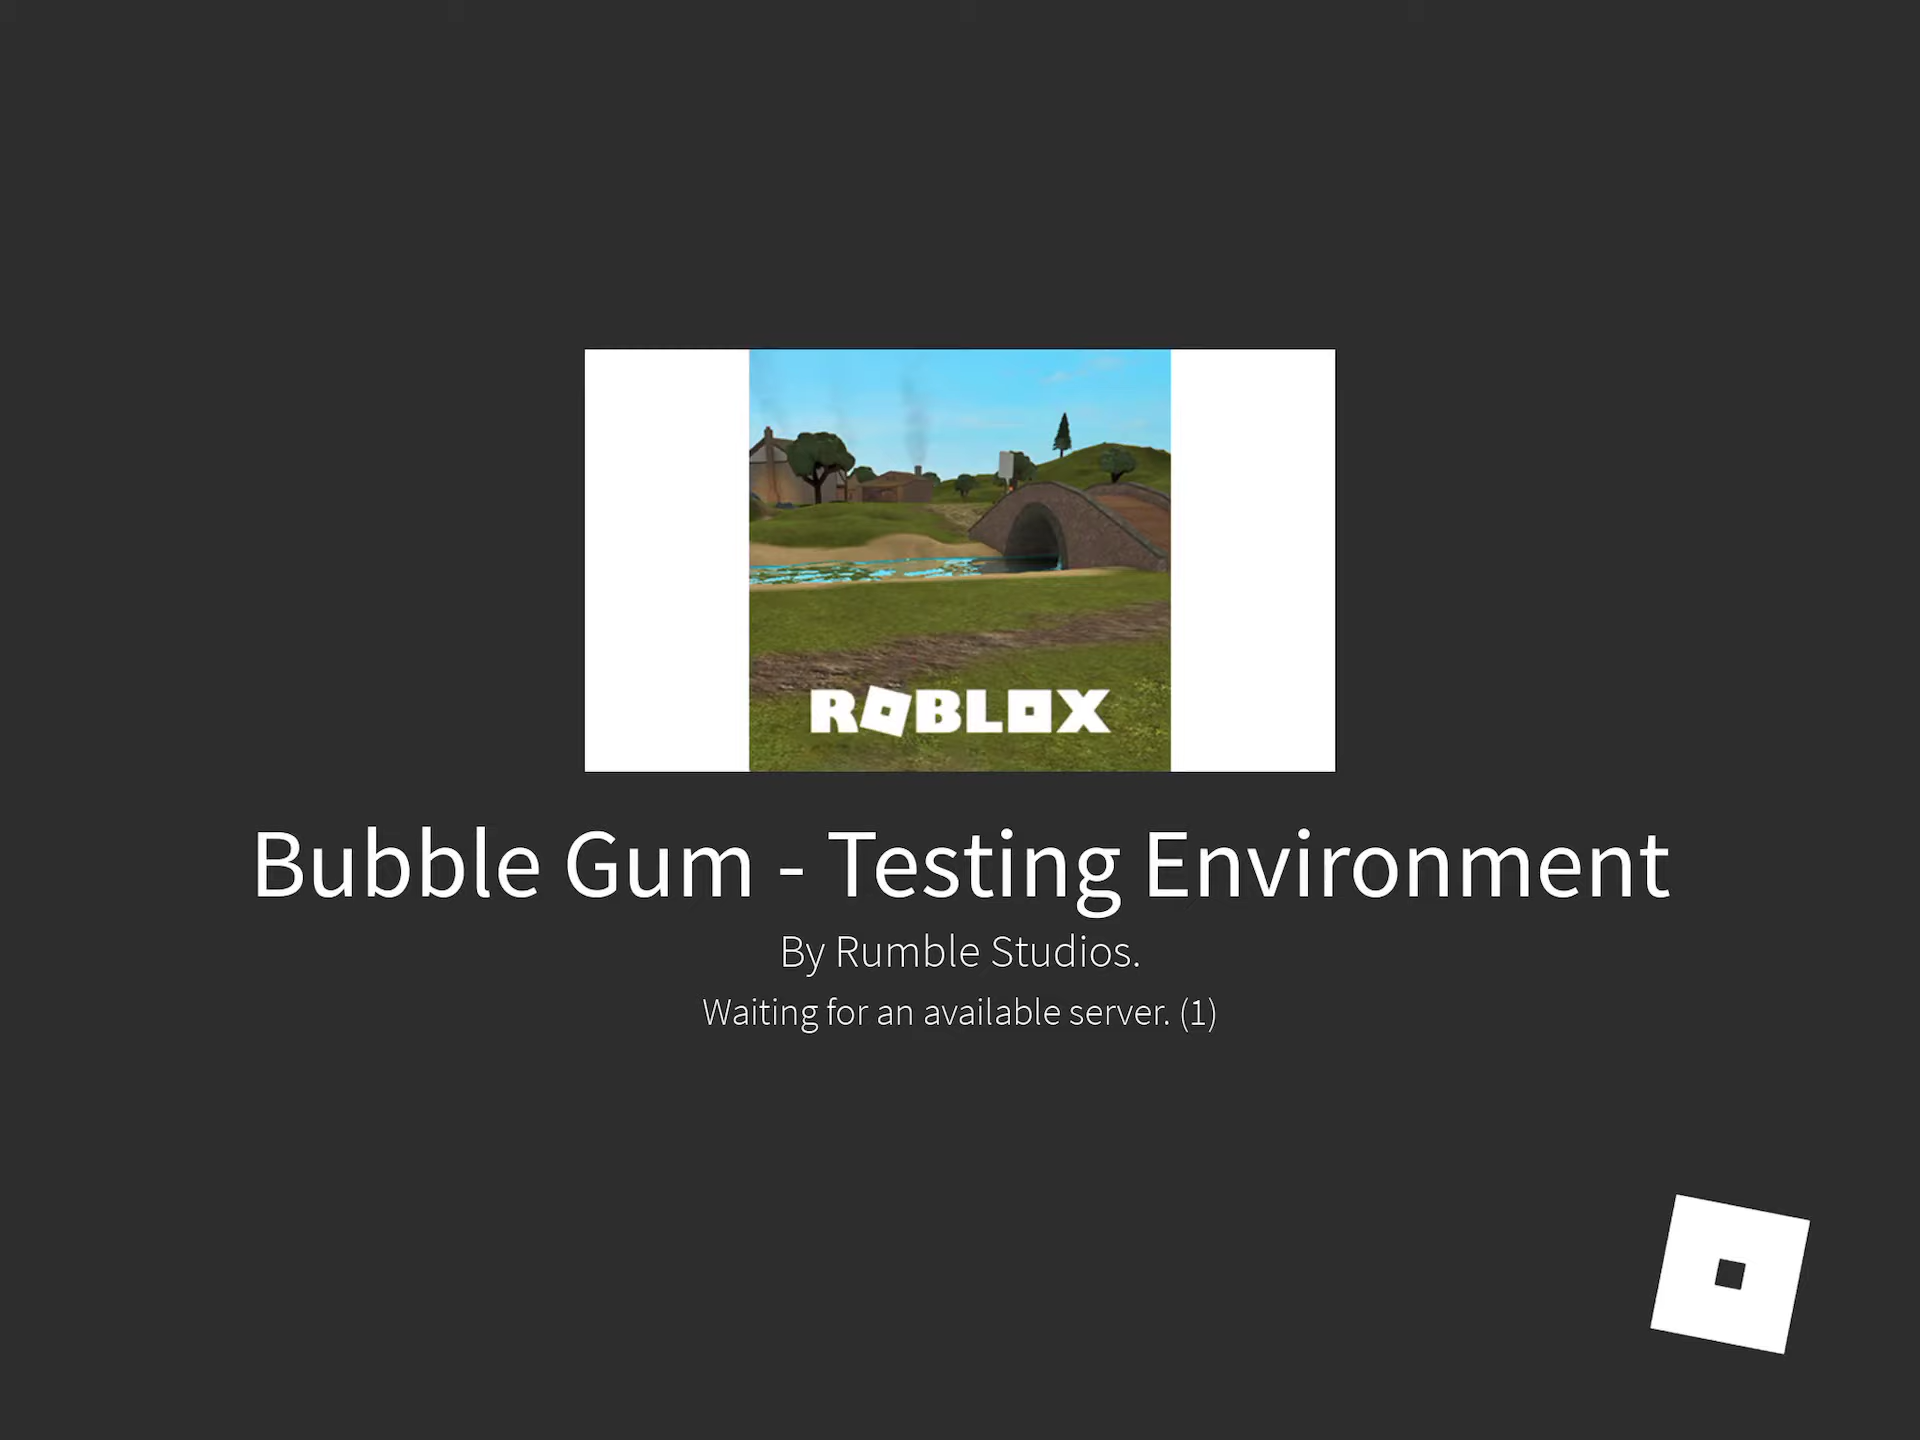 ROBLOX
Bubble Gum - Testing Environment
By Rumble Studios.
Waiting for an available server. (1)